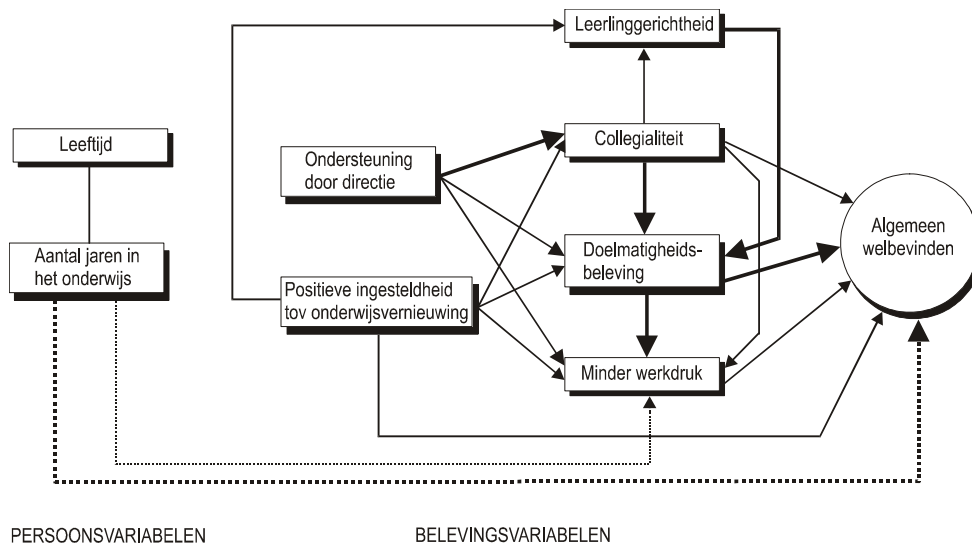 Leerlinggerichtheid
Leeftijd
Collegialiteit
Ondersteuning
door directie
Aantal jaren in
het onderwijs
Doelmatigheids-
beleving
Algemeen
welbevinden
Positieve ingesteldheid
tov onderwijsvernieuwing
Minder werkdruk
PERSOONSVARIABELEN
BELEVINGSVARIABELEN